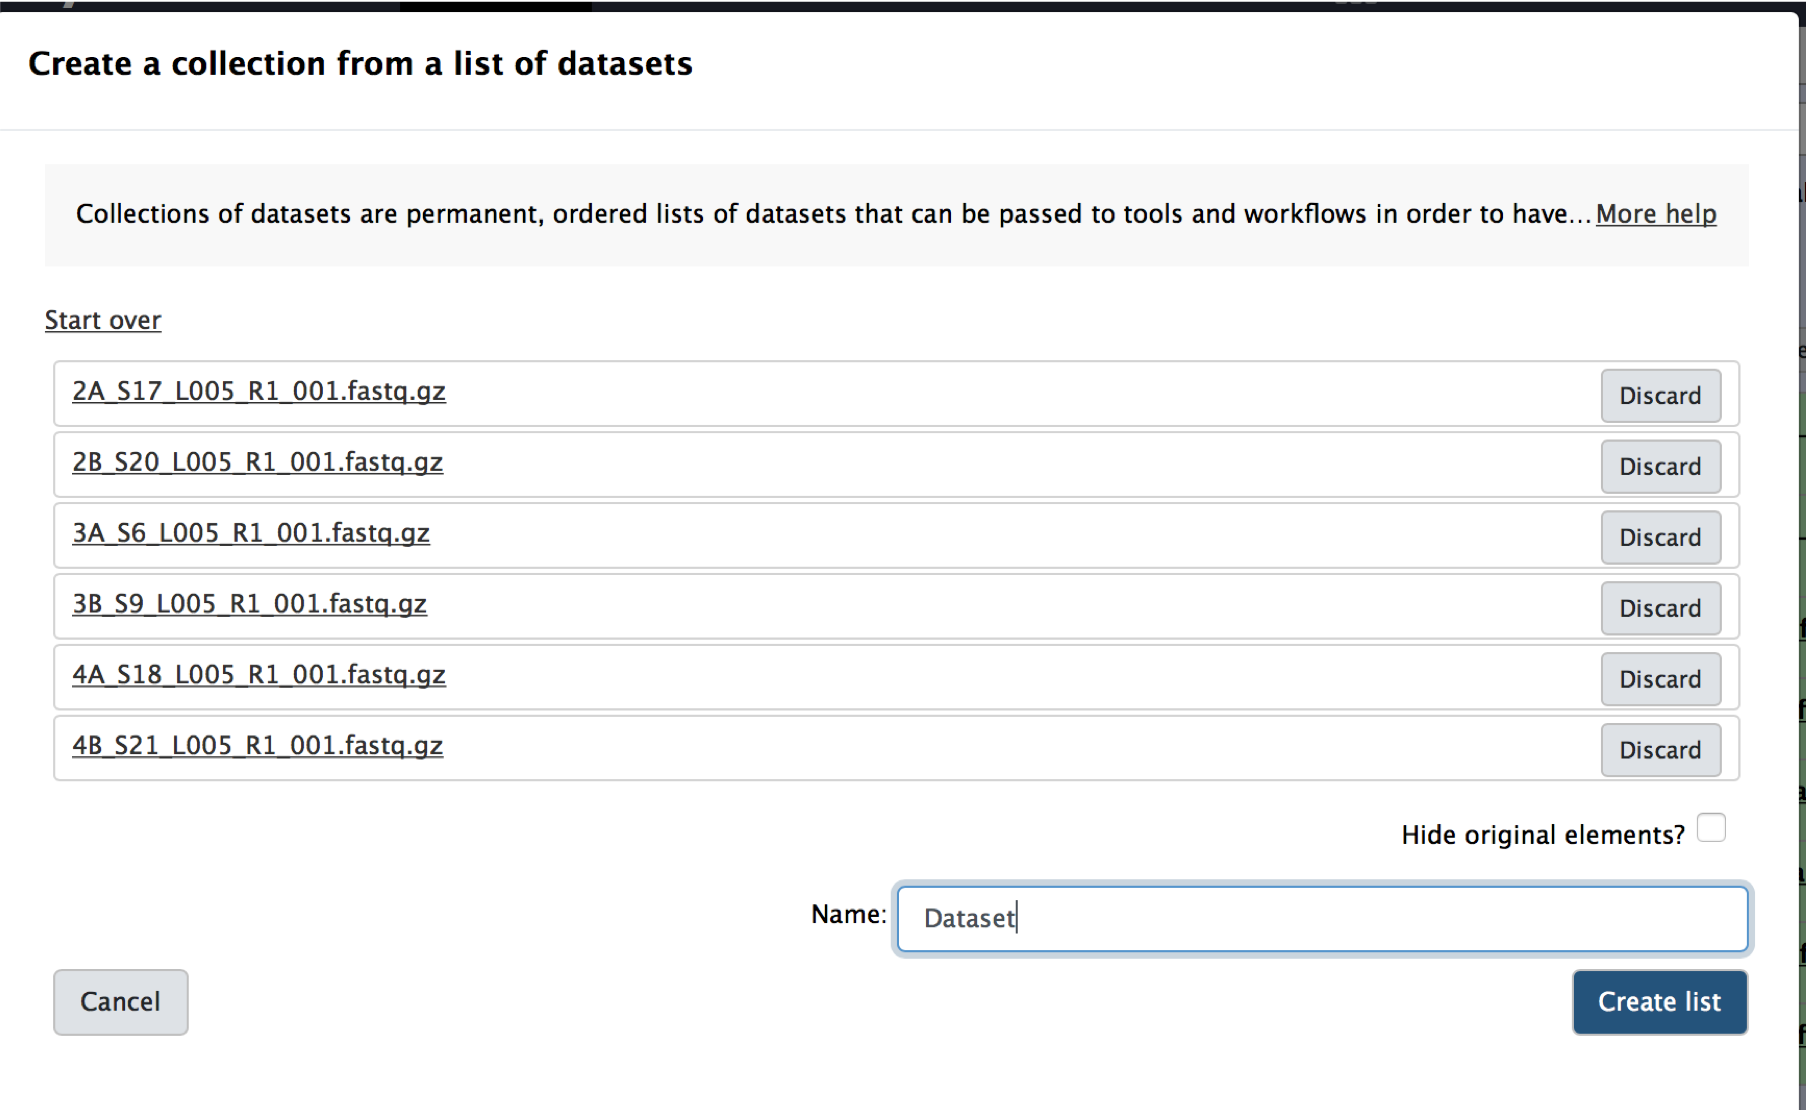 Create a collection from a list of datasets
Collections of datasets are permanent, ordered lists of datasets that can be passed to tools and workflows in order to have... More help
Start over
2A_S17_L005_R1_001.fastq.gz Discard
2B_S20_L005_R1_001.fastq.gz Discard
3A_S6_L005_R1_001.fastq.gz Discard
3B_S9_L005_R1_001.fastq.gz Discard
4A_S18_L005_R1_001.fastq.gz Discard
4B_S21_L005_R1_001.fastq.gz Discard
Hide original elements?
Name: Dataset
Cancel Create list